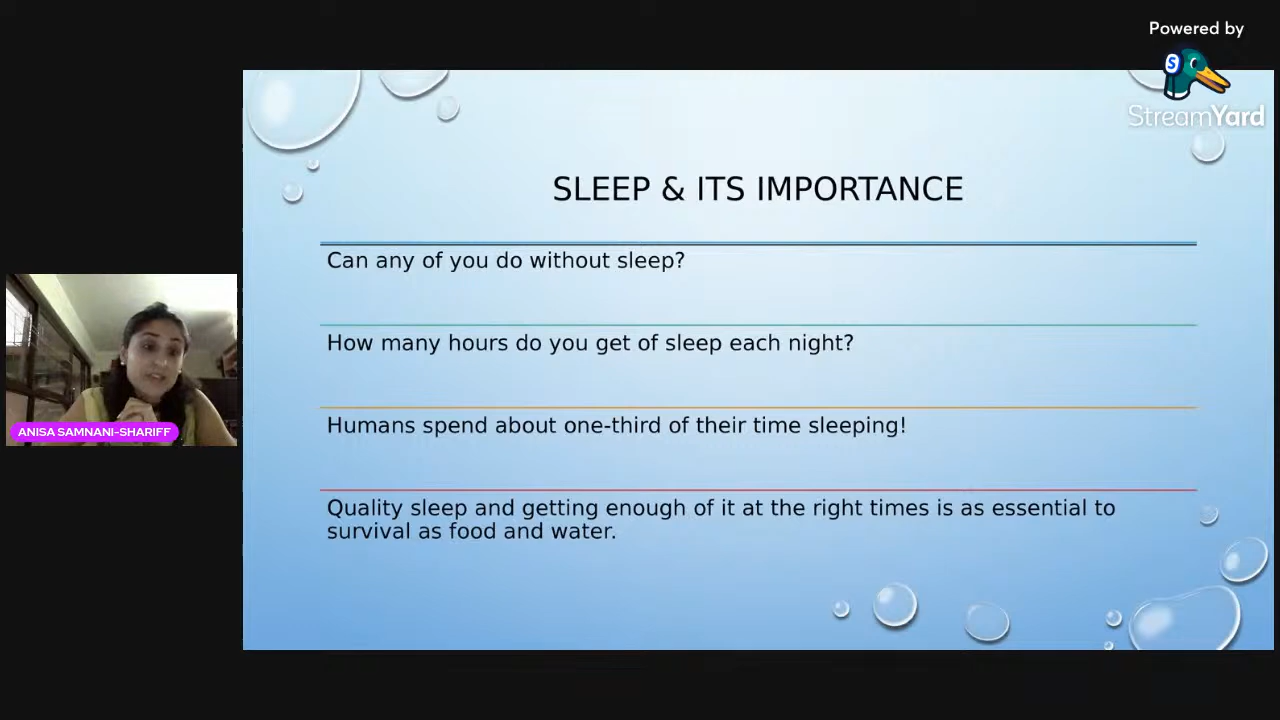 Powered by
S
StreamYard
SLEEP & ITS IMPORTANCE
Can any of you do without sleep?
How many hours do you get of sleep each night?
Humans spend about one-third of their time sleeping!
Quality sleep and getting enough of it at the right times is as essential to
survival as food and water.
ANISA SAMNANI-SHARIFF